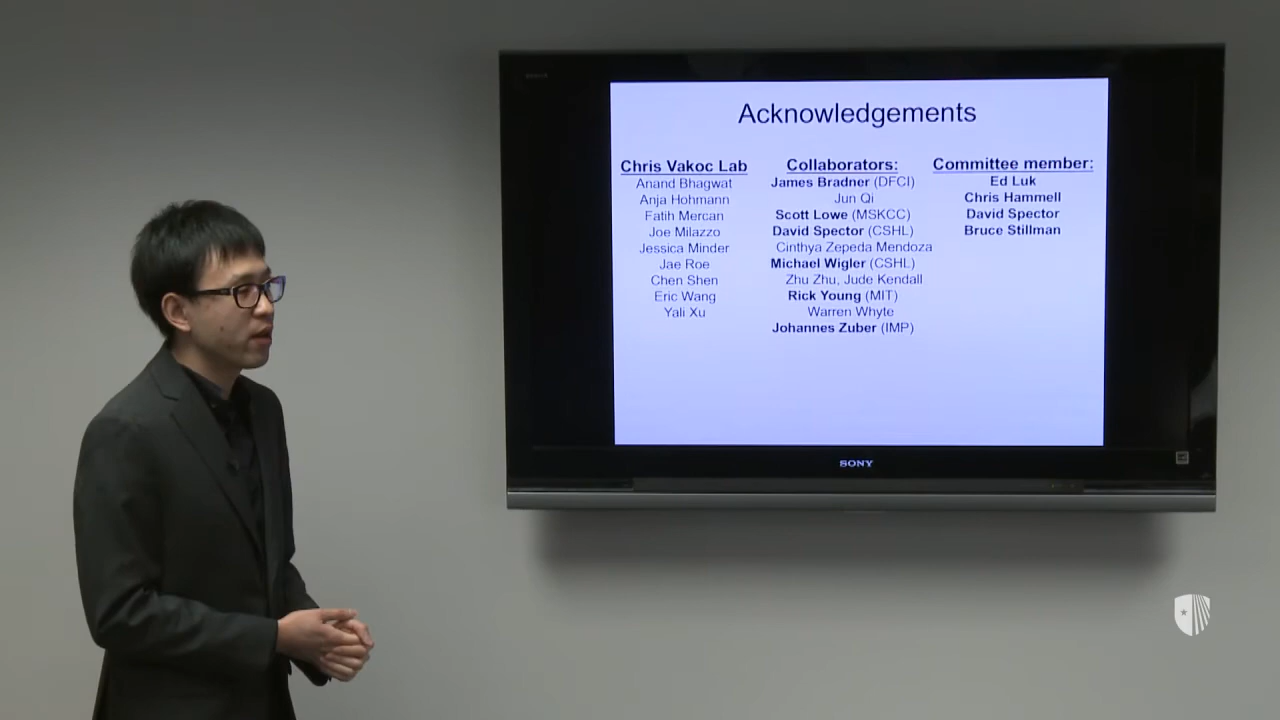 Acknowledgements
Chris Vakoc Lab
Anand Bhagwat
Anja Hohmann
Fatih Mercan
Joe Milazzo
Jessica Minder
Jae Roe
Chen Shen
Eric Wang
Yali Xu
Collaborators:
James Bradner (DFCI)
Jun Qi
Scott Lowe (MSKCC)
David Spector (CSHL)
Cinthya Zepeda Mendoza
Michael Wigler (CSHL)
Zhu Zhu, Jude Kendall
Rick Young (MIT)
Warren Whyte
Johannes Zuber (IMP)
Committee member:
Ed Luk
Chris Hammell
David Spector
Bruce Stillman
SONY